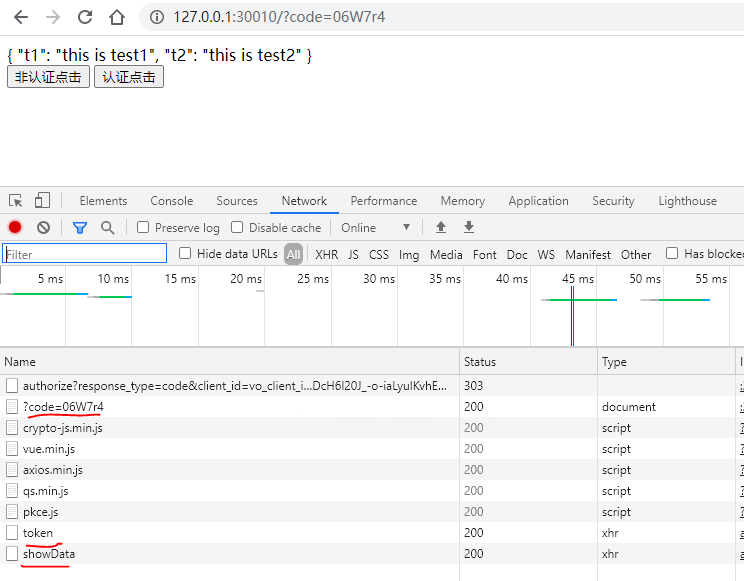 127.0.0.1:30010/?code=06W7r4
{ "t1": "this is test1", "t2": "this is test2" }
非认证点击 认证点击
Elements Console Sources Network Performance Memory Application Security Lighthouse
Preserve log Disable cache Online
Filter Hide data URLs All XHR JS CSS Img Media Font Doc WS Manifest Other Has blocked
5 ms 10 ms 15 ms 20 ms 25 ms 30 ms 35 ms 40 ms 45 ms 50 ms 55 ms
Name Status Type
authorize?response_type=code&client_id=vo_client_i...DcH6l20J_-o-iaLyulKvhE... 303
?code=06W7r4 200 document
crypto-js.min.js 200 script
vue.min.js 200 script
axios.min.js 200 script
qs.min.js 200 script
pkce.js 200 script
token 200 xhr
showData 200 xhr